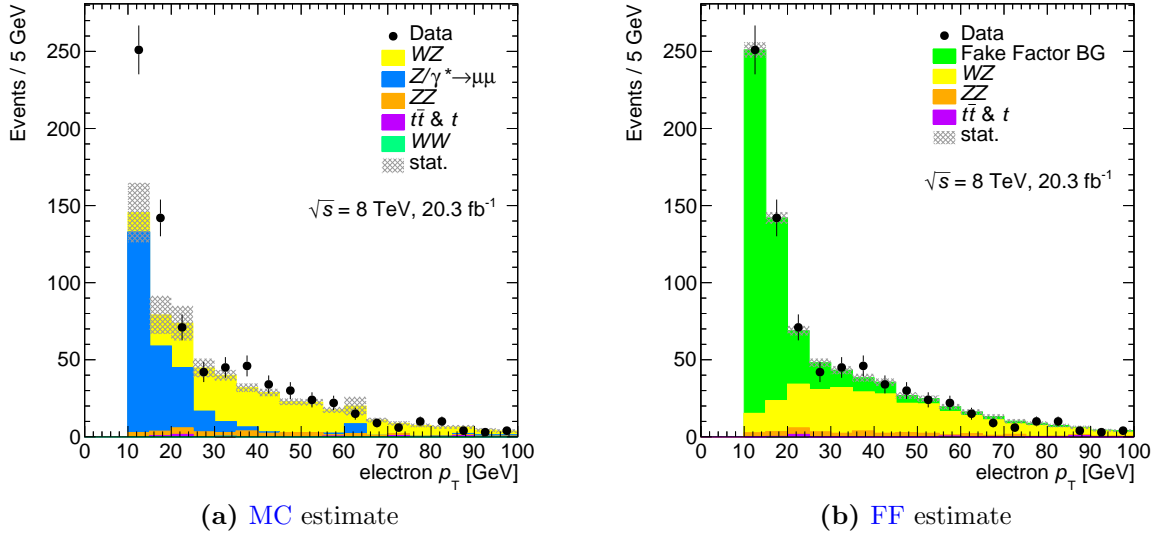 Events / 5 GeV
250
200
150
100
50
0
0 10 20 30 40 50 60 70 80 90 100
electron p_T [GeV]
Data
WZ
Z/γ*→μμ
ZZ
tt̄ & t
WW
stat.
√s = 8 TeV, 20.3 fb⁻¹
(a) MC estimate
Events / 5 GeV
250
200
150
100
50
0
0 10 20 30 40 50 60 70 80 90 100
electron p_T [GeV]
Data
Fake Factor BG
WZ
ZZ
tt̄ & t
stat.
√s = 8 TeV, 20.3 fb⁻¹
(b) FF estimate